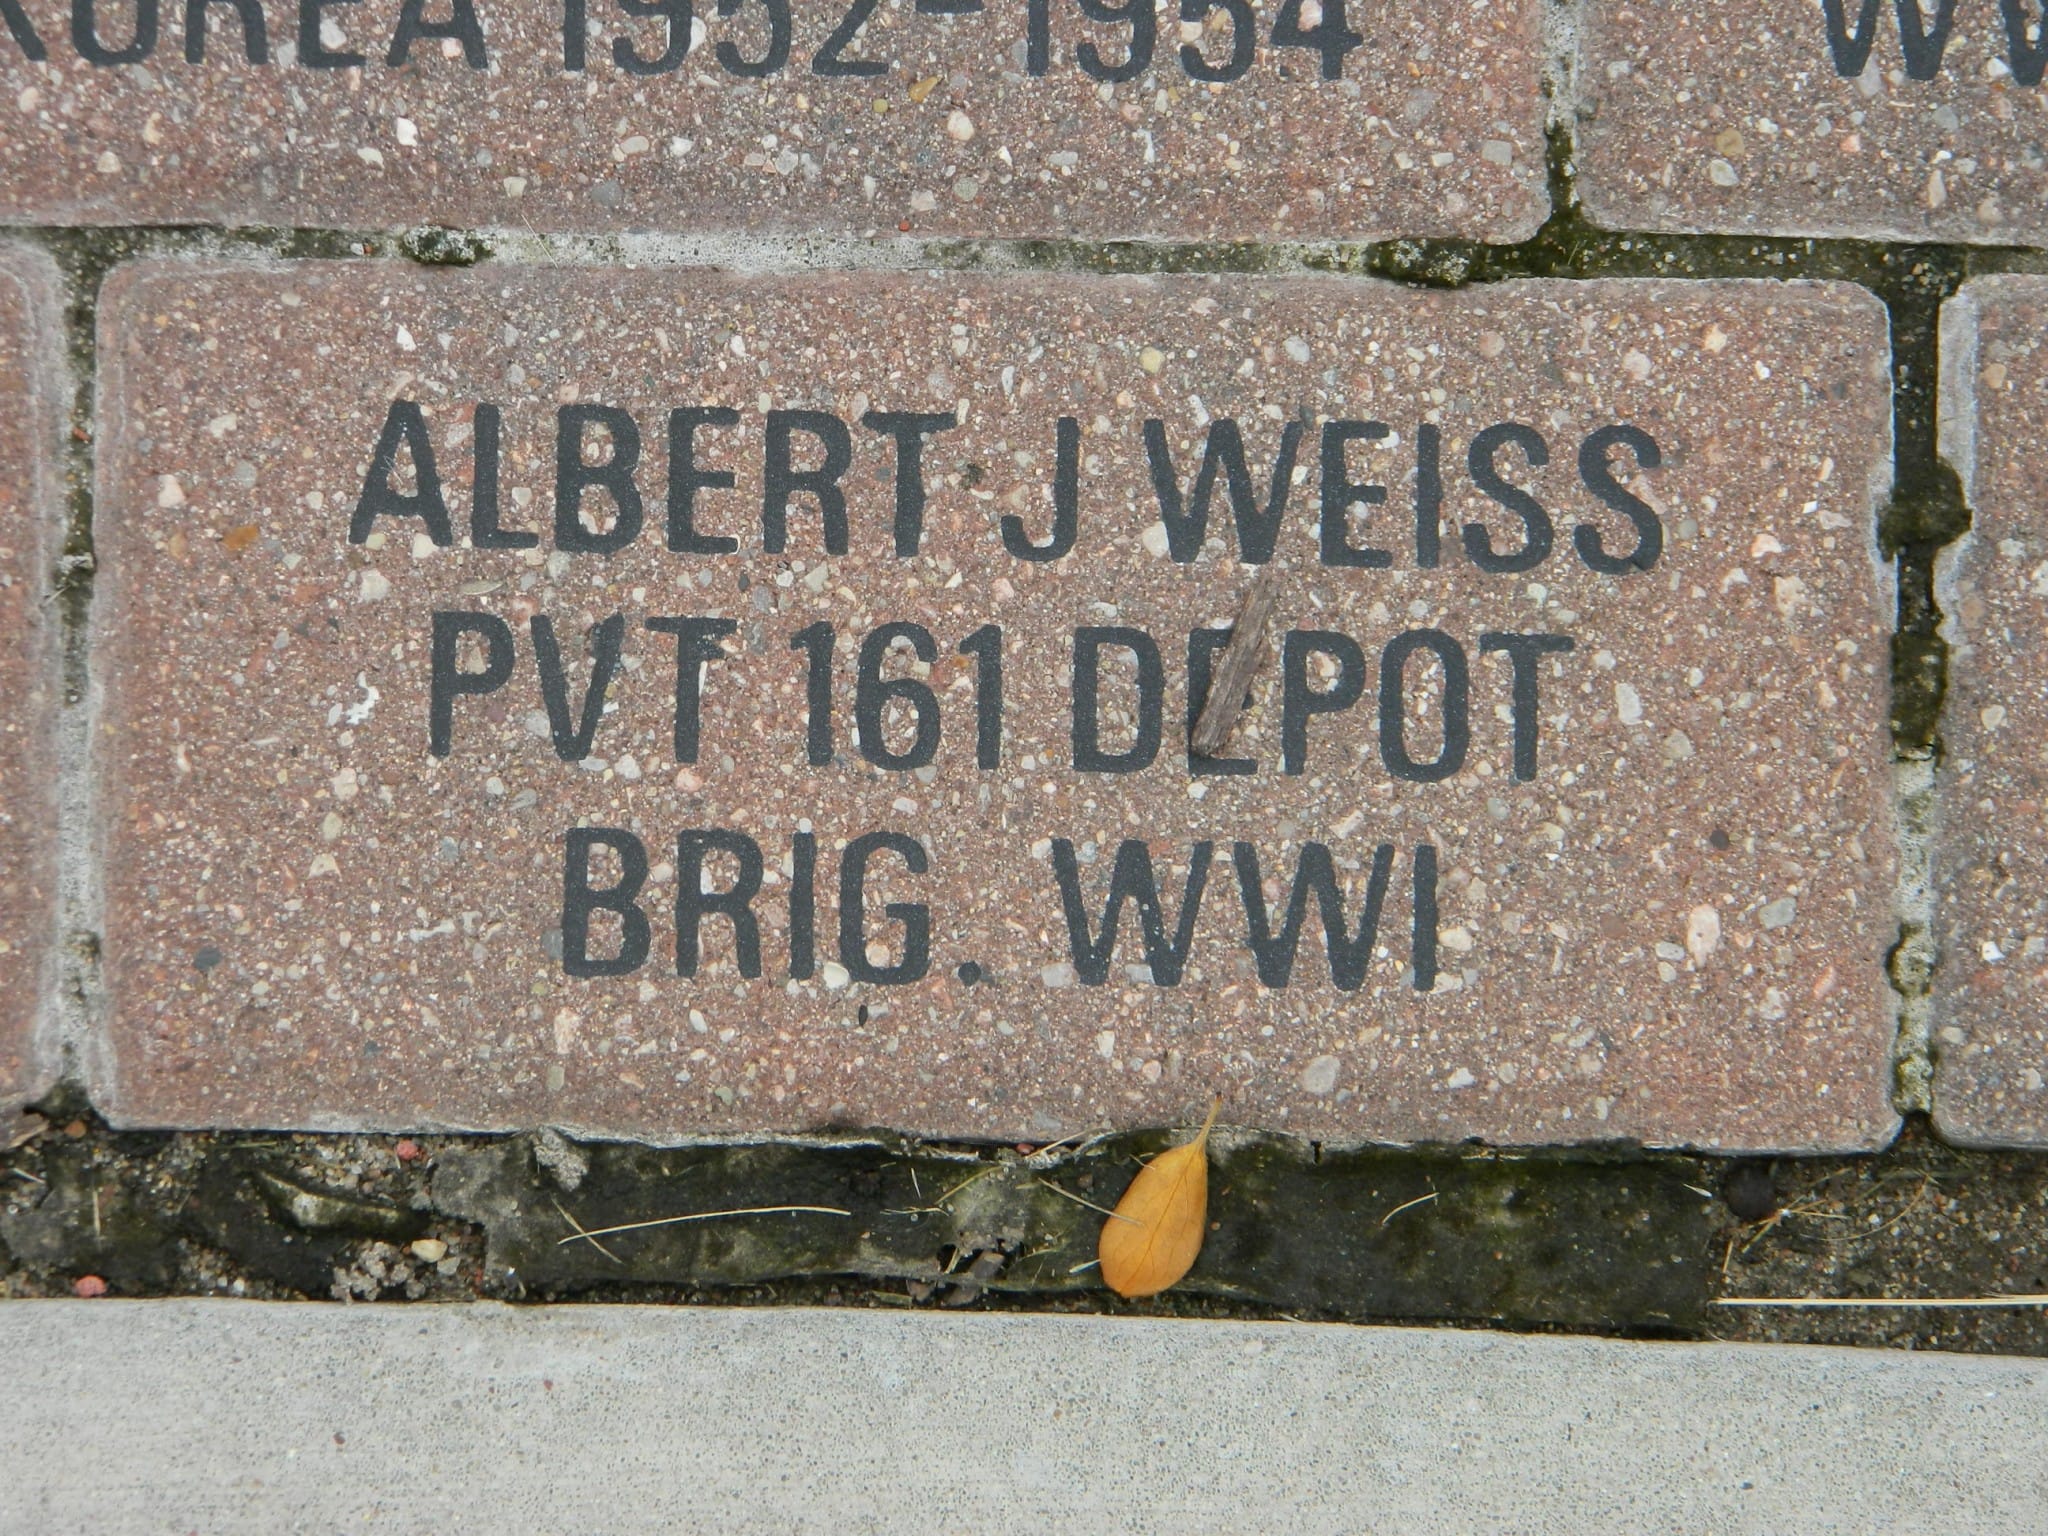 KOREA 1952-1954
ALBERT J WEISS
PVT 161 DEPOT
BRIG. WWI